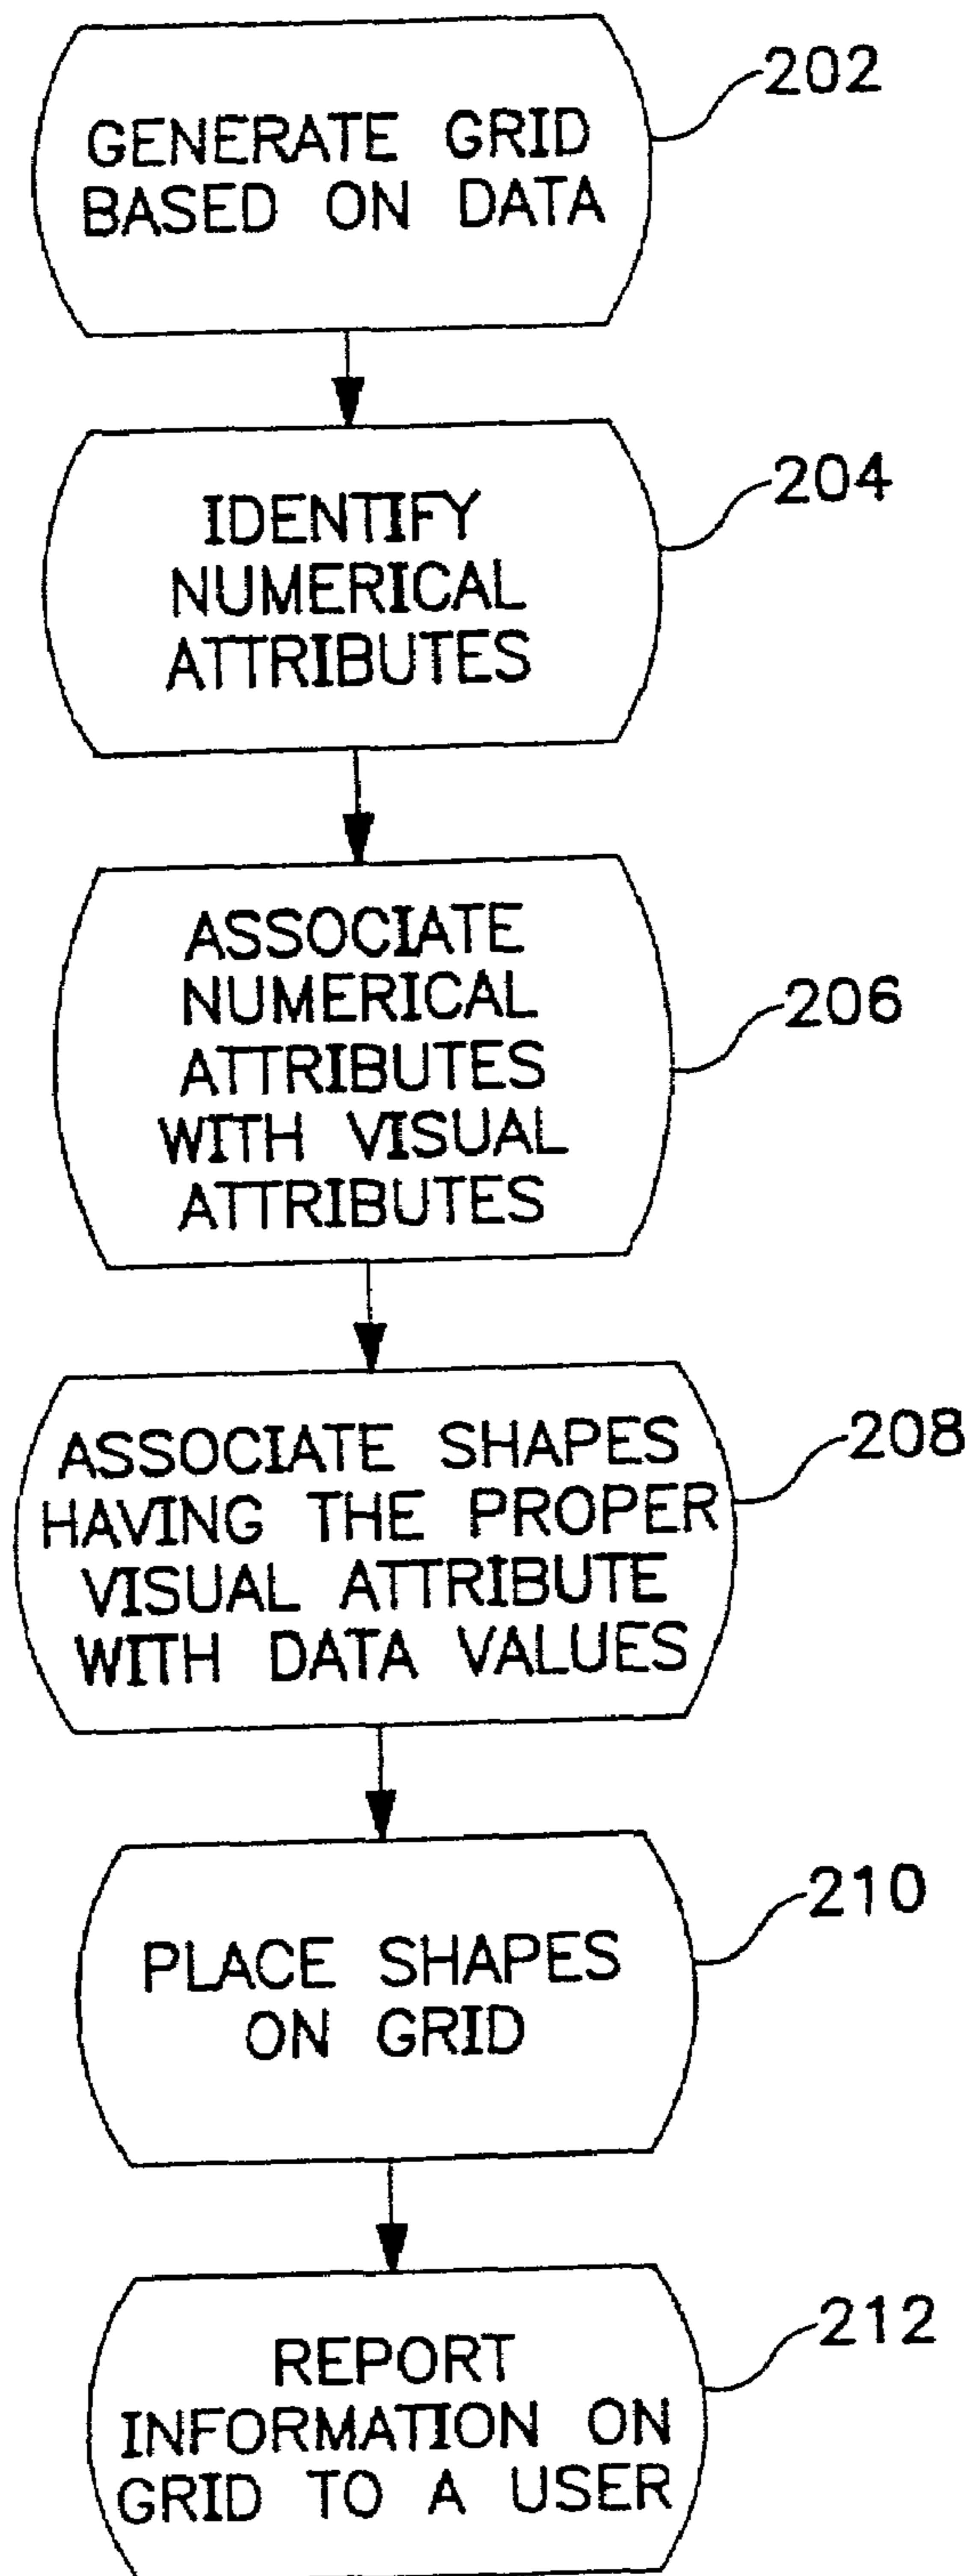 202
GENERATE GRID
BASED ON DATA
204
IDENTIFY
NUMERICAL
ATTRIBUTES
206
ASSOCIATE
NUMERICAL
ATTRIBUTES
WITH VISUAL
ATTRIBUTES
208
ASSOCIATE SHAPES
HAVING THE PROPER
VISUAL ATTRIBUTE
WITH DATA VALUES
210
PLACE SHAPES
ON GRID
212
REPORT
INFORMATION ON
GRID TO A USER